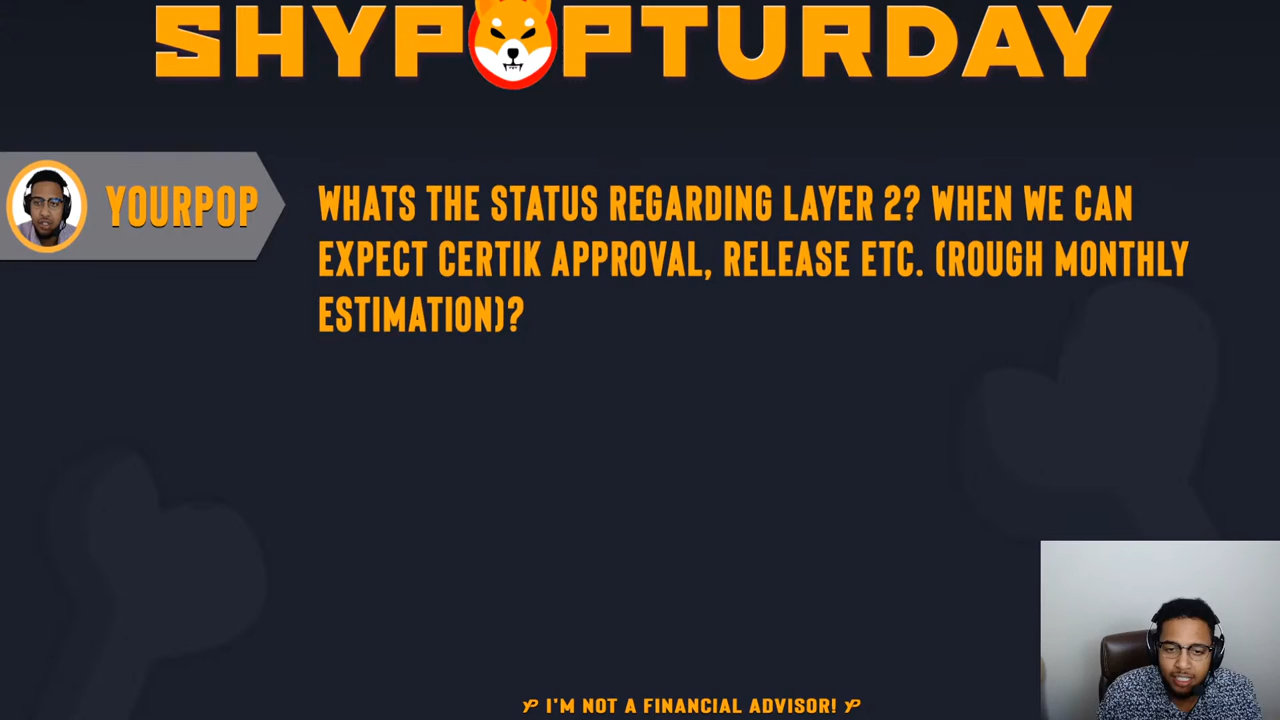 SHYPOPTURDAY
YOURPOP
WHATS THE STATUS REGARDING LAYER 2? WHEN WE CAN
EXPECT CERTIK APPROVAL, RELEASE ETC. (ROUGH MONTHLY
ESTIMATION)?
I'M NOT A FINANCIAL ADVISOR!